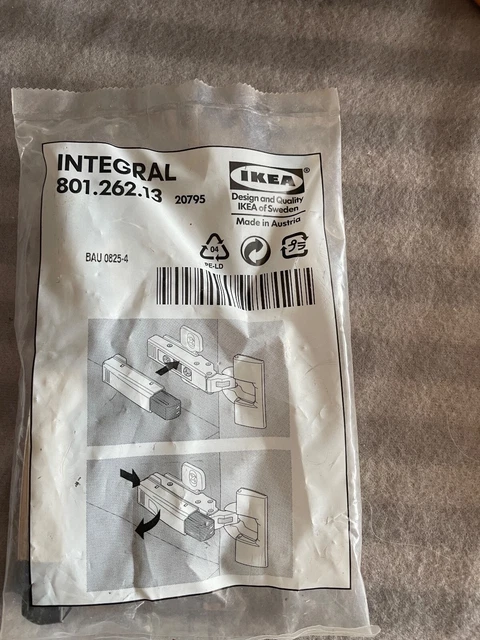 INTEGRAL
801.262.13 20795
IKEA®
Design and Quality
IKEA of Sweden
Made in Austria
BAU 0825-4
04
PE-LD